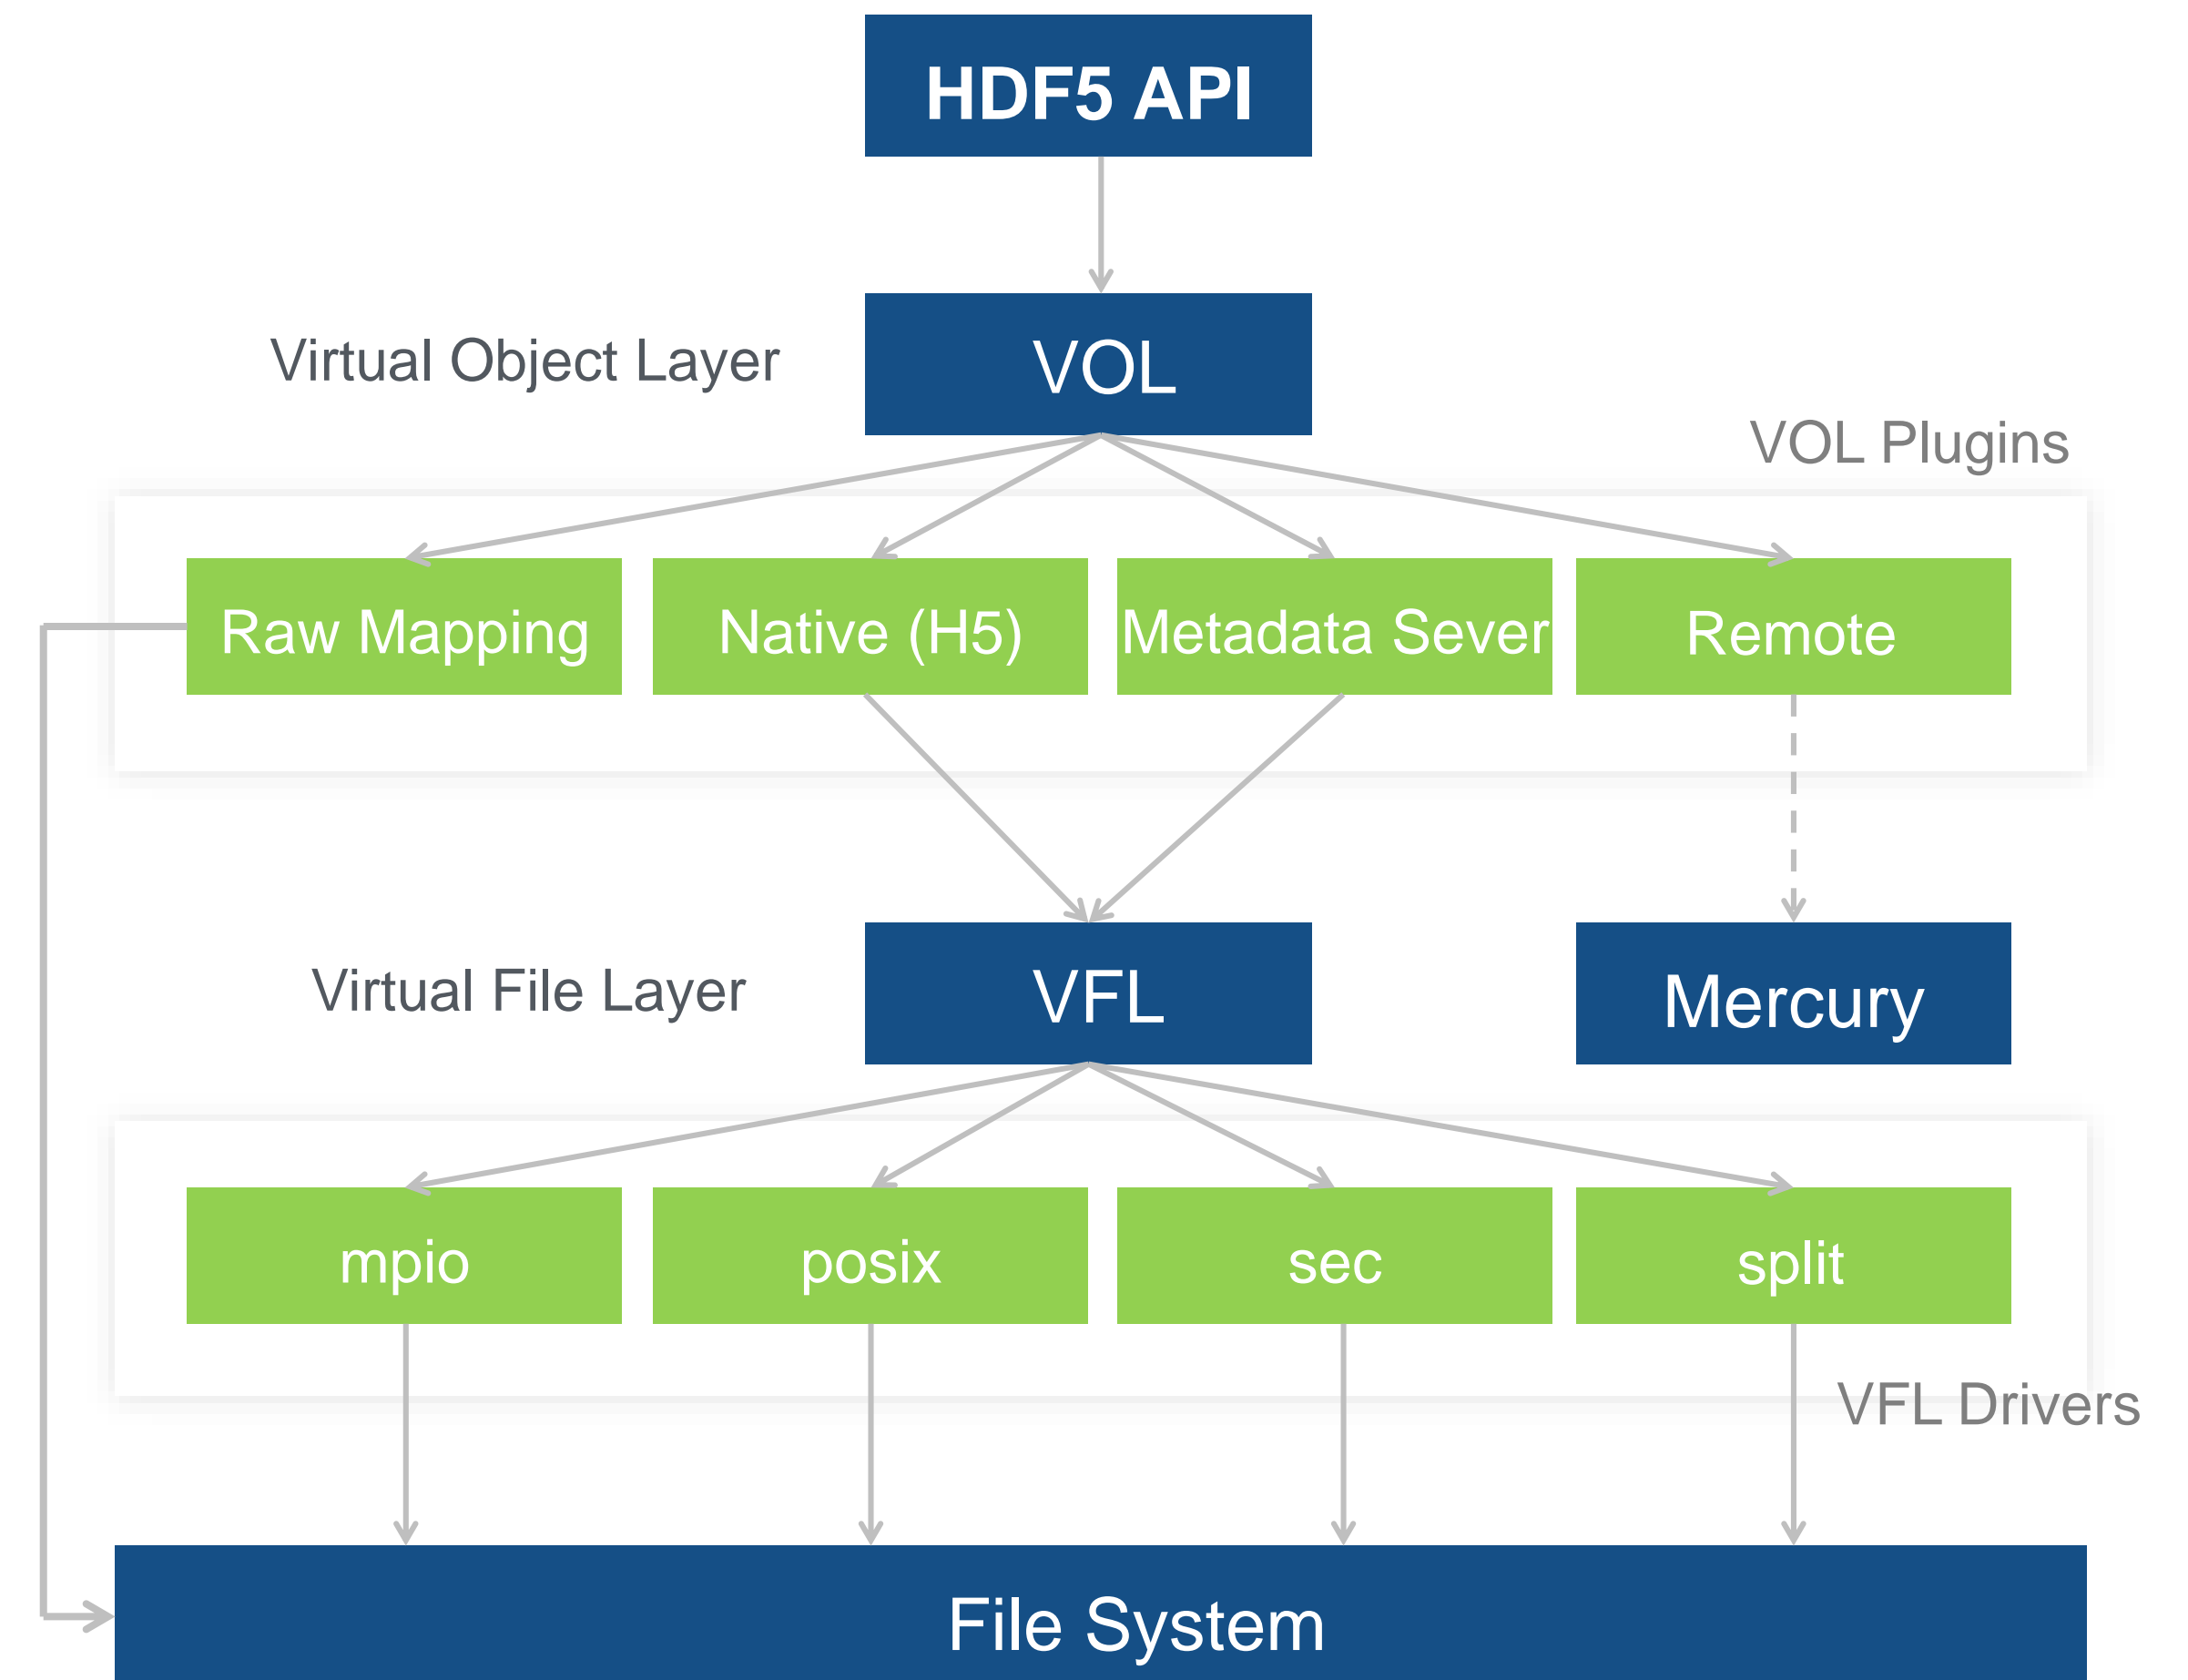 HDF5 API
Virtual Object Layer
VOL
VOL Plugins
Raw Mapping
Native (H5)
Metadata Sever
Remote
Virtual File Layer
VFL
Mercury
mpio
posix
sec
split
VFL Drivers
File System